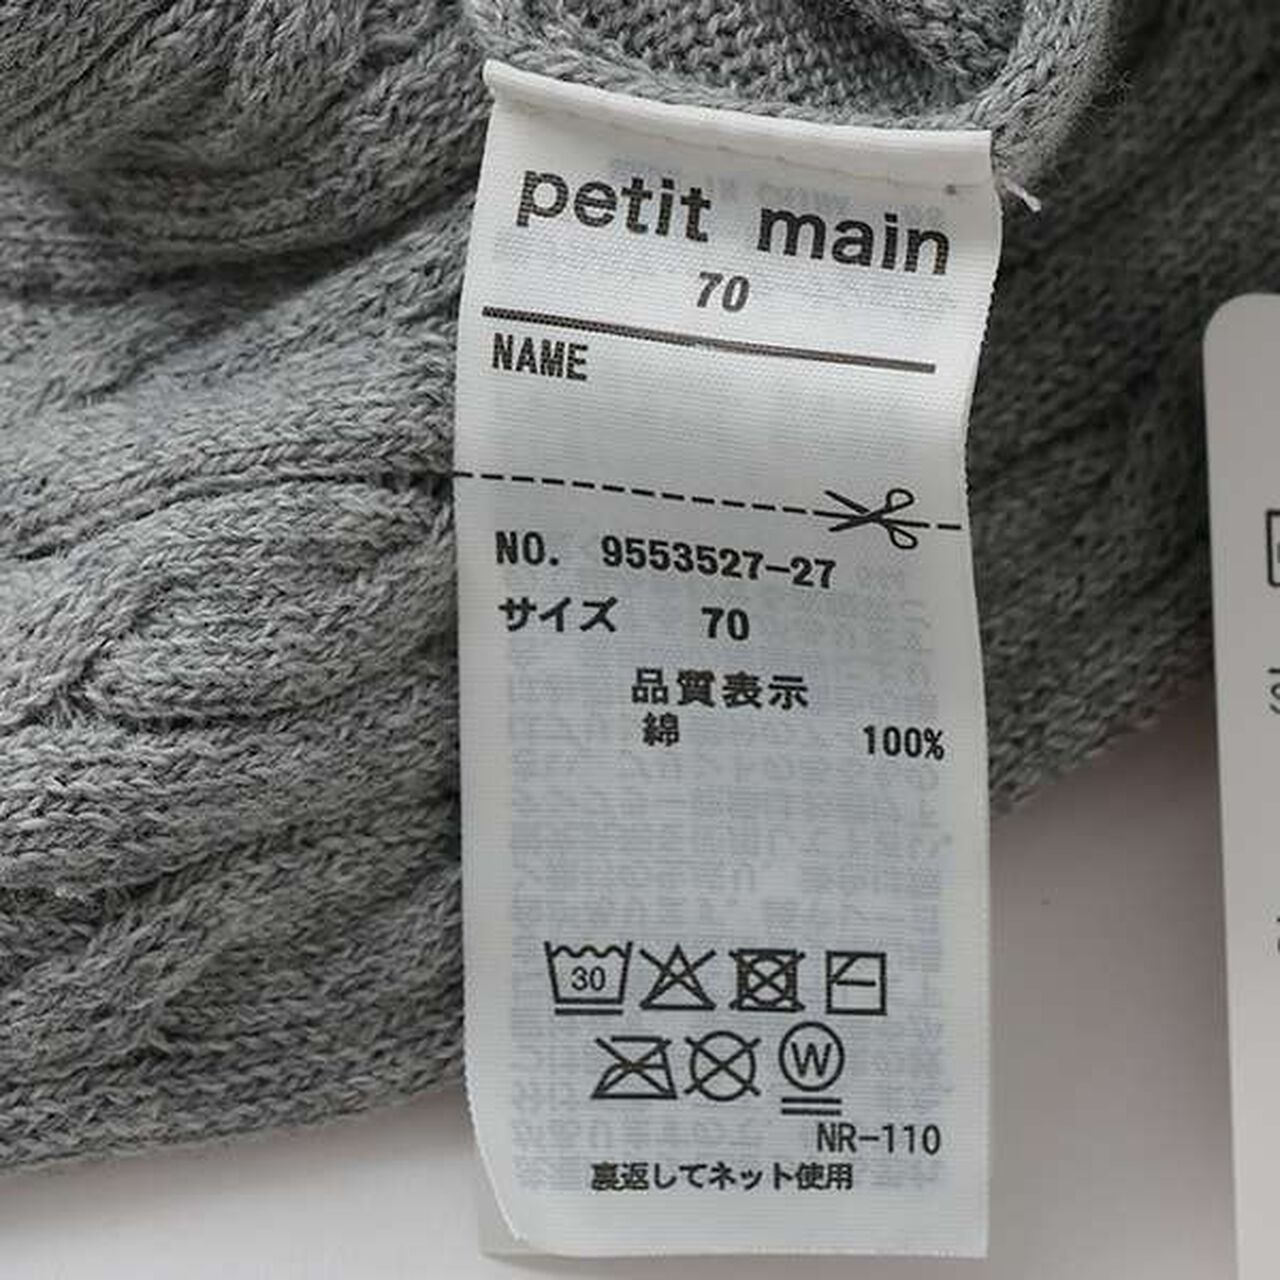 petit main
70
NAME
NO. 9553527-27
サイズ 70
品質表示
綿 100%
30
W
NR-110
裏返してネット使用